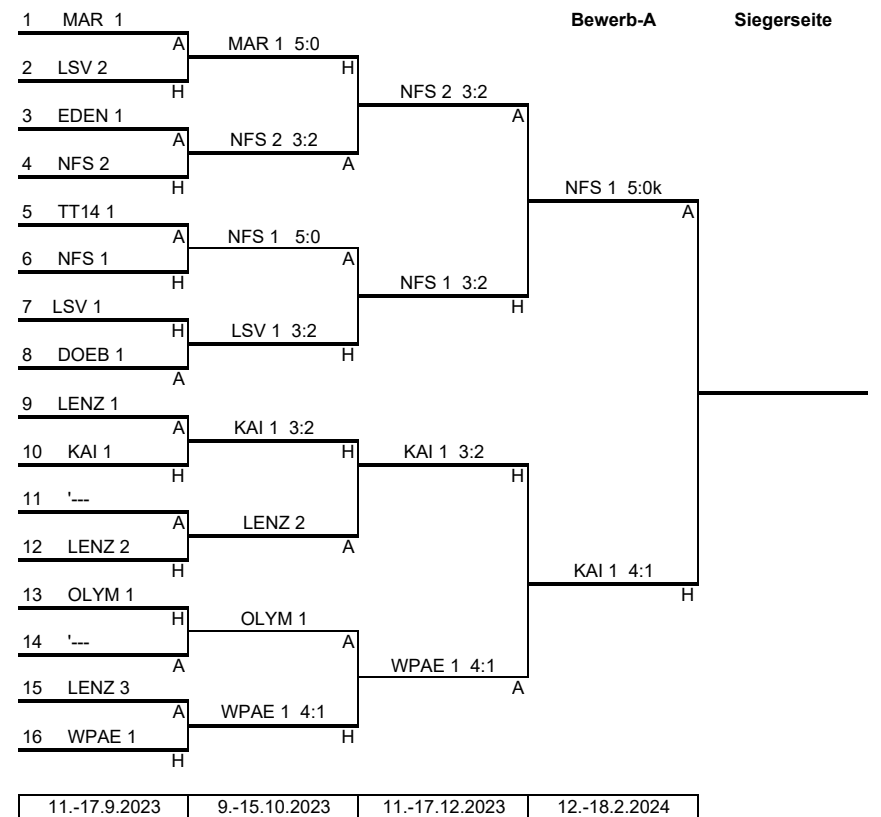 Bewerb-A Siegerseite
1 MAR 1
A
MAR 1 5:0
2 LSV 2
H
H
NFS 2 3:2
3 EDEN 1
A
A
NFS 2 3:2
4 NFS 2
A
H
NFS 1 5:0k
5 TT14 1
A
A
NFS 1 5:0
6 NFS 1
A
H
NFS 1 3:2
7 LSV 1
H
H
LSV 1 3:2
8 DOEB 1
H
A
9 LENZ 1
A
KAI 1 3:2
10 KAI 1
H
KAI 1 3:2
H
H
11 '---
A
LENZ 2
12 LENZ 2
A
H
KAI 1 4:1
13 OLYM 1
H
H
OLYM 1
14 '---
A
A
WPAE 1 4:1
15 LENZ 3
A
A
WPAE 1 4:1
16 WPAE 1
H
H
11.-17.9.2023 9.-15.10.2023 11.-17.12.2023 12.-18.2.2024